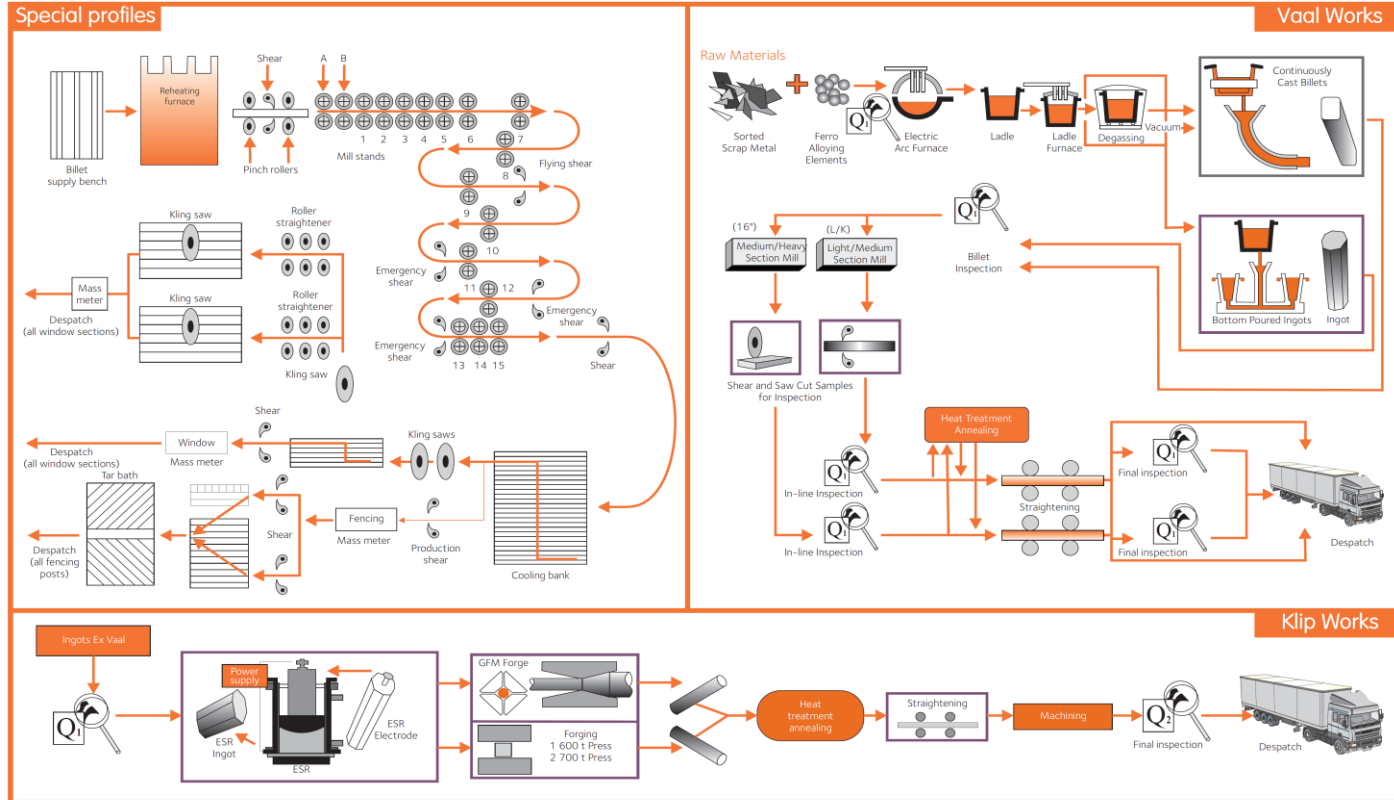 Special profiles
Shear
A
B
Reheating
furnace
1
2
3
4
5
6
7
Mill stands
Billet
supply bench
Pinch rollers
Flying shear
8
9
10
Kling saw
Roller
straightener
Emergency
shear
11
12
Mass
meter
Kling saw
Roller
straightener
Emergency
shear
Despatch
(all window sections)
Emergency
shear
Shear
13
14
15
Kling saw
Shear
Kling saws
Window
Mass meter
Despatch
(all window sections)
Tar bath
Fencing
Mass meter
Shear
Production
shear
Despatch
(all fencing
posts)
Cooling bank
Vaal Works
Raw Materials
Continuously
Cast Billets
Q1
Vacuum
Sorted
Scrap Metal
Ferro
Alloying
Elements
Electric
Arc Furnace
Ladle
Ladle
Furnace
Degassing
Q1
(16")
(L/K)
Medium/Heavy
Section Mill
Light/Medium
Section Mill
Billet
Inspection
Bottom Poured Ingots
Ingot
Shear and Saw Cut Samples
for Inspection
Heat Treatment
Annealing
Q1
In-line Inspection
Straightening
Q1
Final inspection
Q1
In-line Inspection
Q1
Final inspection
Despatch
Klip Works
Ingots Ex Vaal
Q1
Power
supply
ESR
Ingot
ESR
Electrode
ESR
GFM Forge
Forging
1 600 t Press
2 700 t Press
Heat
treatment
annealing
Straightening
Machining
Q2
Final inspection
Despatch